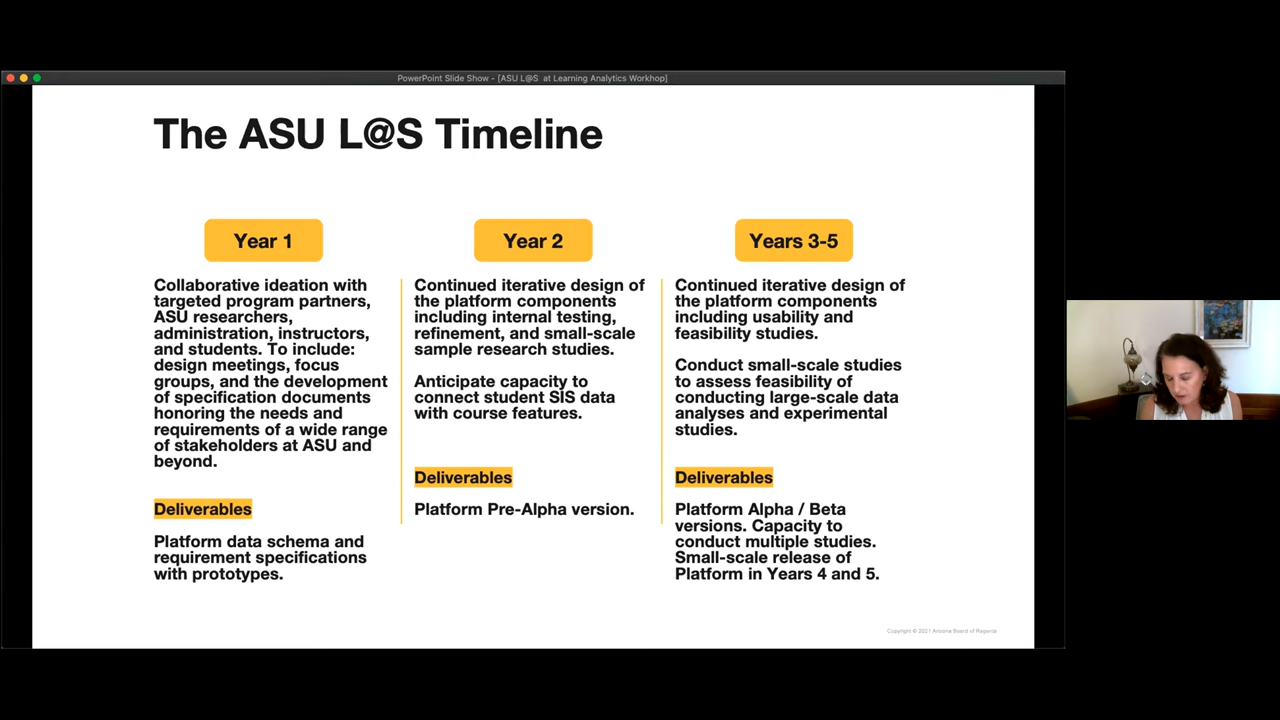 PowerPoint Slide Show - [ASU L@S at Learning Analytics Workhop]
The ASU L@S Timeline
Year 1
Collaborative ideation with
targeted program partners,
ASU researchers,
administration, instructors,
and students. To include:
design meetings, focus
groups, and the development
of specification documents
honoring the needs and
requirements of a wide range
of stakeholders at ASU and
beyond.
Deliverables
Platform data schema and
requirement specifications
with prototypes.
Year 2
Continued iterative design of
the platform components
including internal testing,
refinement, and small-scale
sample research studies.
Anticipate capacity to
connect student SIS data
with course features.
Deliverables
Platform Pre-Alpha version.
Years 3-5
Continued iterative design of
the platform components
including usability and
feasibility studies.
Conduct small-scale studies
to assess feasibility of
conducting large-scale data
analyses and experimental
studies.
Deliverables
Platform Alpha / Beta
versions. Capacity to
conduct multiple studies.
Small-scale release of
Platform in Years 4 and 5.
Copyright © 2021 Arizona Board of Regents